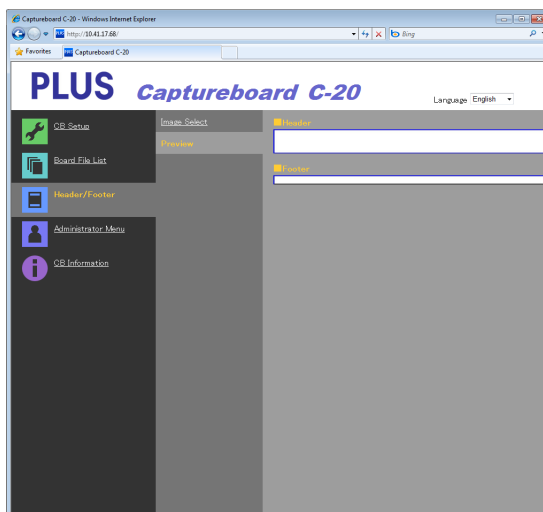 Captureboard C-20 - Windows Internet Explorer
http://10.41.17.68/
Bing
Favorites
Captureboard C-20
PLUS Captureboard C-20
Language English
CB Setup
Board File List
Header/Footer
Administrator Menu
CB Information
Image Select
Preview
Header
Footer